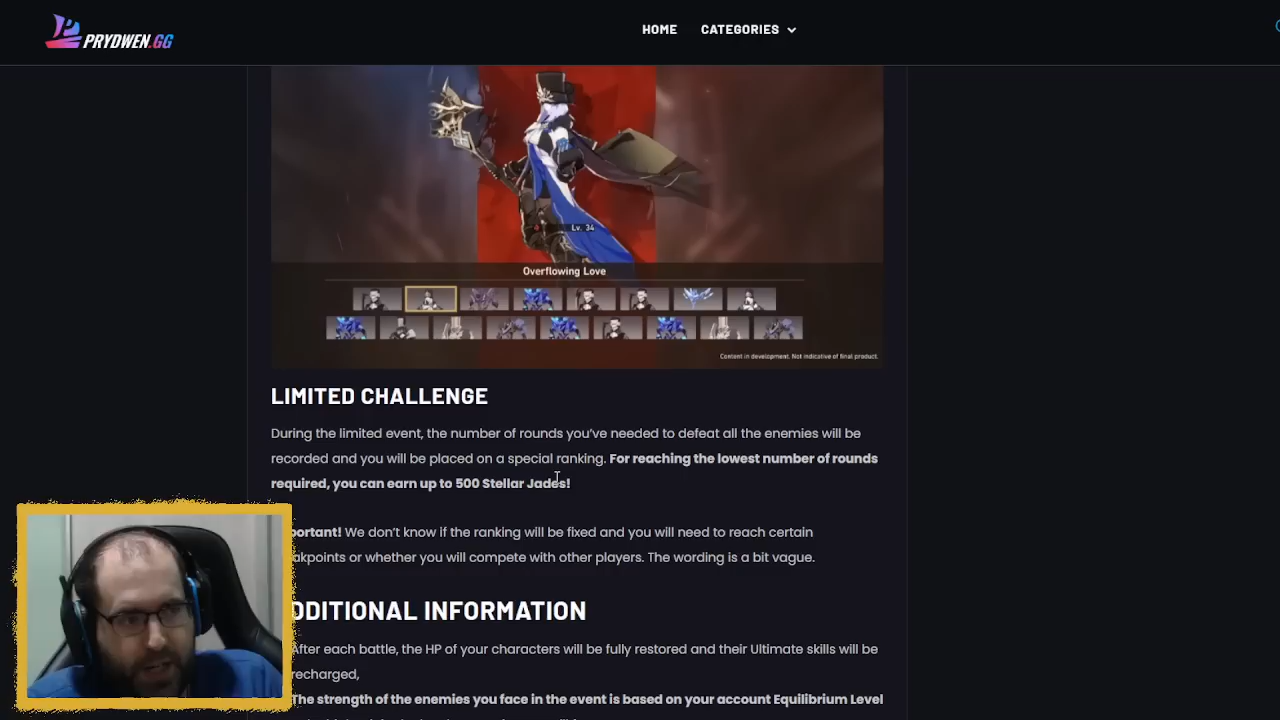 PRYDWEN.GG
HOME
CATEGORIES
Lv. 34
Overflowing Love
Content in development. Not indicative of final product.
LIMITED CHALLENGE
During the limited event, the number of rounds you've needed to defeat all the enemies will be
recorded and you will be placed on a special ranking. For reaching the lowest number of rounds
required, you can earn up to 500 Stellar Jades!
portant! We don't know if the ranking will be fixed and you will need to reach certain
akpoints or whether you will compete with other players. The wording is a bit vague.
DDITIONAL INFORMATION
After each battle, the HP of your characters will be fully restored and their Ultimate skills will be
recharged,
The strength of the enemies you face in the event is based on your account Equilibrium Level